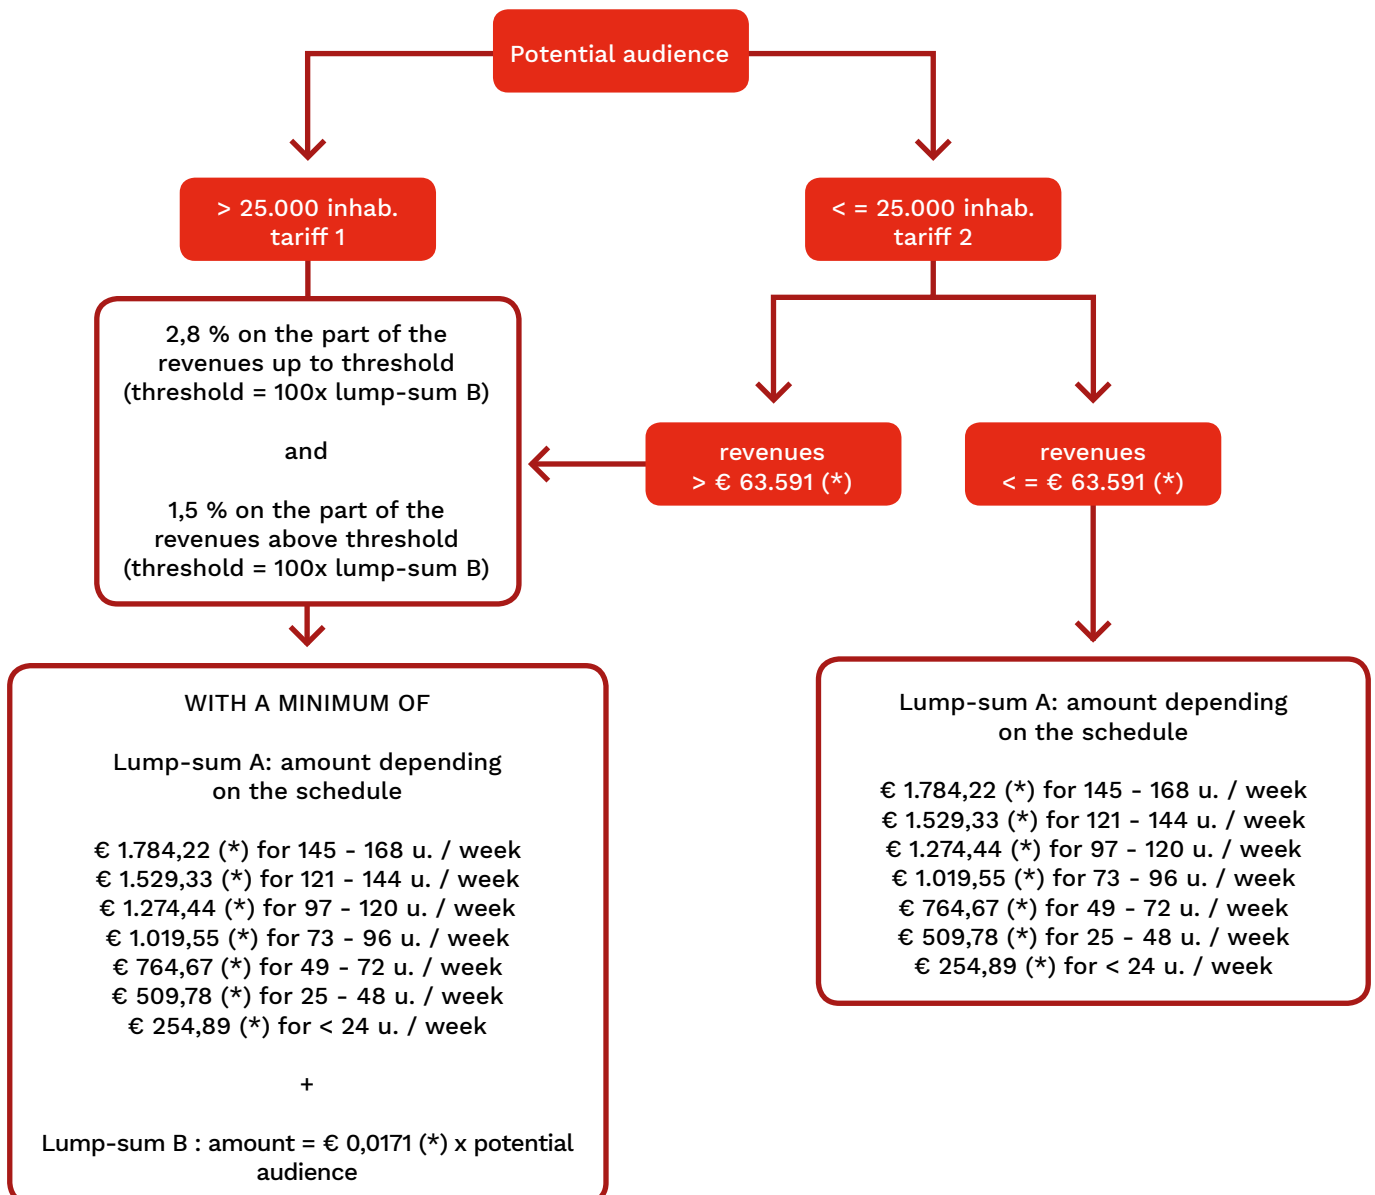 Potential audience
> 25.000 inhab.
tariff 1
< = 25.000 inhab.
tariff 2
2,8 % on the part of the
revenues up to threshold
(threshold = 100x lump-sum B)
and
1,5 % on the part of the
revenues above threshold
(threshold = 100x lump-sum B)
revenues
> € 63.591 (*)
revenues
< = € 63.591 (*)
WITH A MINIMUM OF
Lump-sum A: amount depending
on the schedule
€ 1.784,22 (*) for 145 - 168 u. / week
€ 1.529,33 (*) for 121 - 144 u. / week
€ 1.274,44 (*) for 97 - 120 u. / week
€ 1.019,55 (*) for 73 - 96 u. / week
€ 764,67 (*) for 49 - 72 u. / week
€ 509,78 (*) for 25 - 48 u. / week
€ 254,89 (*) for < 24 u. / week
+
Lump-sum B : amount = € 0,0171 (*) x potential
audience
Lump-sum A: amount depending
on the schedule
€ 1.784,22 (*) for 145 - 168 u. / week
€ 1.529,33 (*) for 121 - 144 u. / week
€ 1.274,44 (*) for 97 - 120 u. / week
€ 1.019,55 (*) for 73 - 96 u. / week
€ 764,67 (*) for 49 - 72 u. / week
€ 509,78 (*) for 25 - 48 u. / week
€ 254,89 (*) for < 24 u. / week